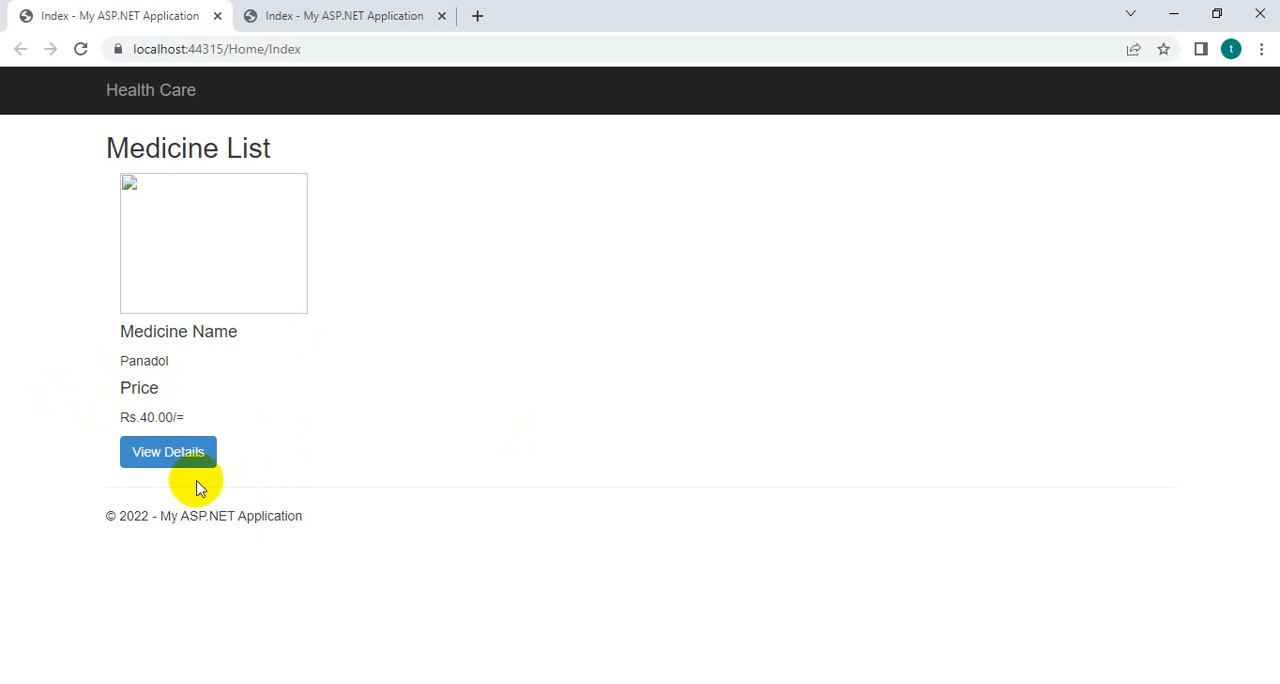 Index - My ASP.NET Application
Index - My ASP.NET Application
localhost:44315/Home/Index
t
Health Care
Medicine List
Medicine Name
Panadol
Price
Rs.40.00/=
View Details
© 2022 - My ASP.NET Application